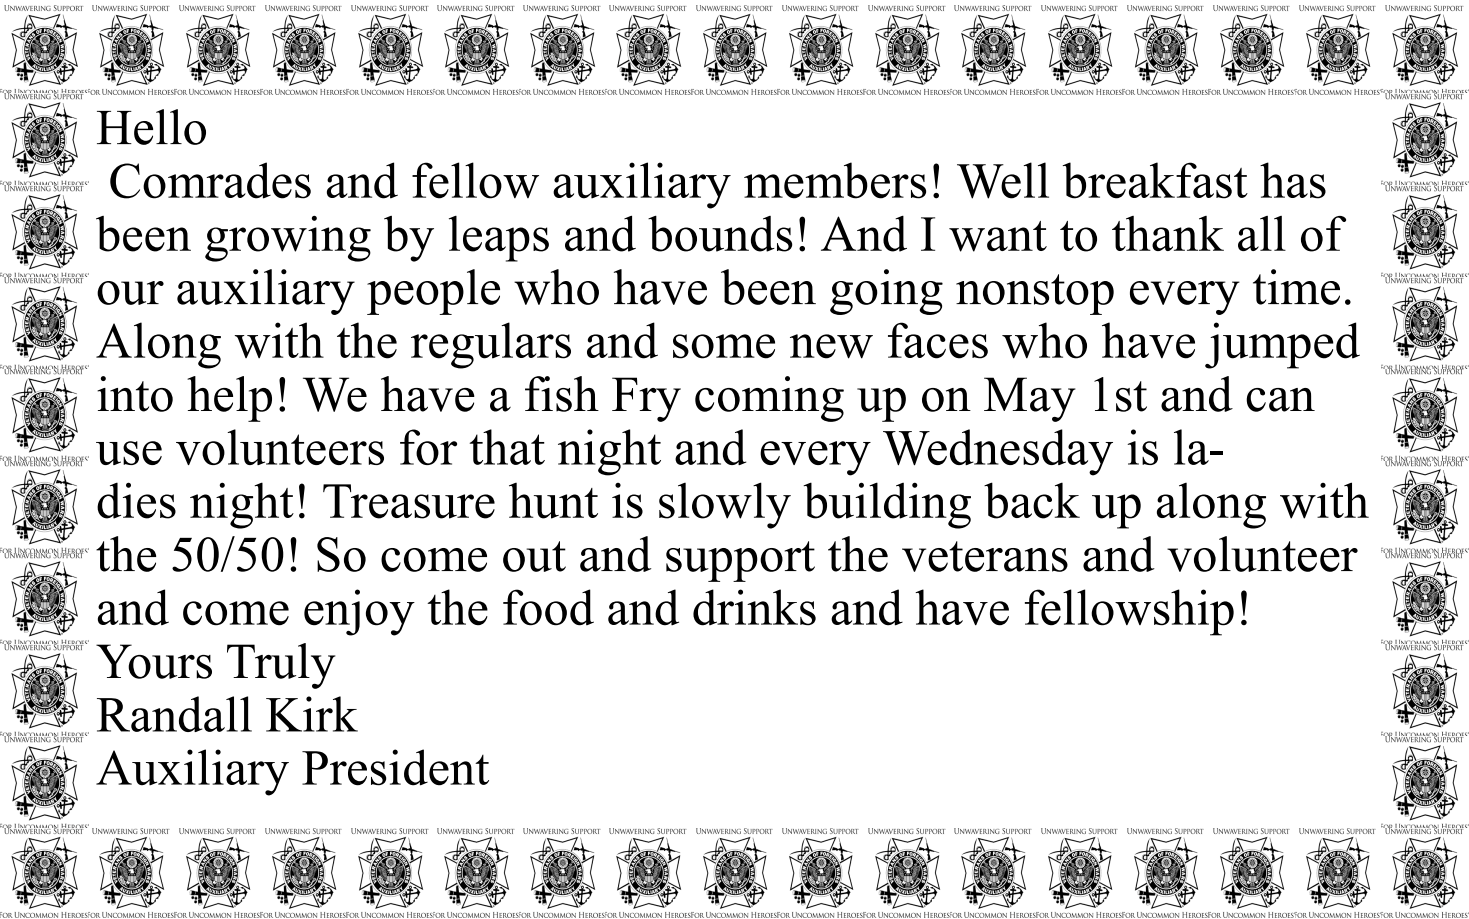 UNWAVERING SUPPORT
FOR UNCOMMON HEROES
Hello
Comrades and fellow auxiliary members! Well breakfast has
been growing by leaps and bounds! And I want to thank all of
our auxiliary people who have been going nonstop every time.
Along with the regulars and some new faces who have jumped
into help! We have a fish Fry coming up on May 1st and can
use volunteers for that night and every Wednesday is la-
dies night! Treasure hunt is slowly building back up along with
the 50/50! So come out and support the veterans and volunteer
and come enjoy the food and drinks and have fellowship!
Yours Truly
Randall Kirk
Auxiliary President